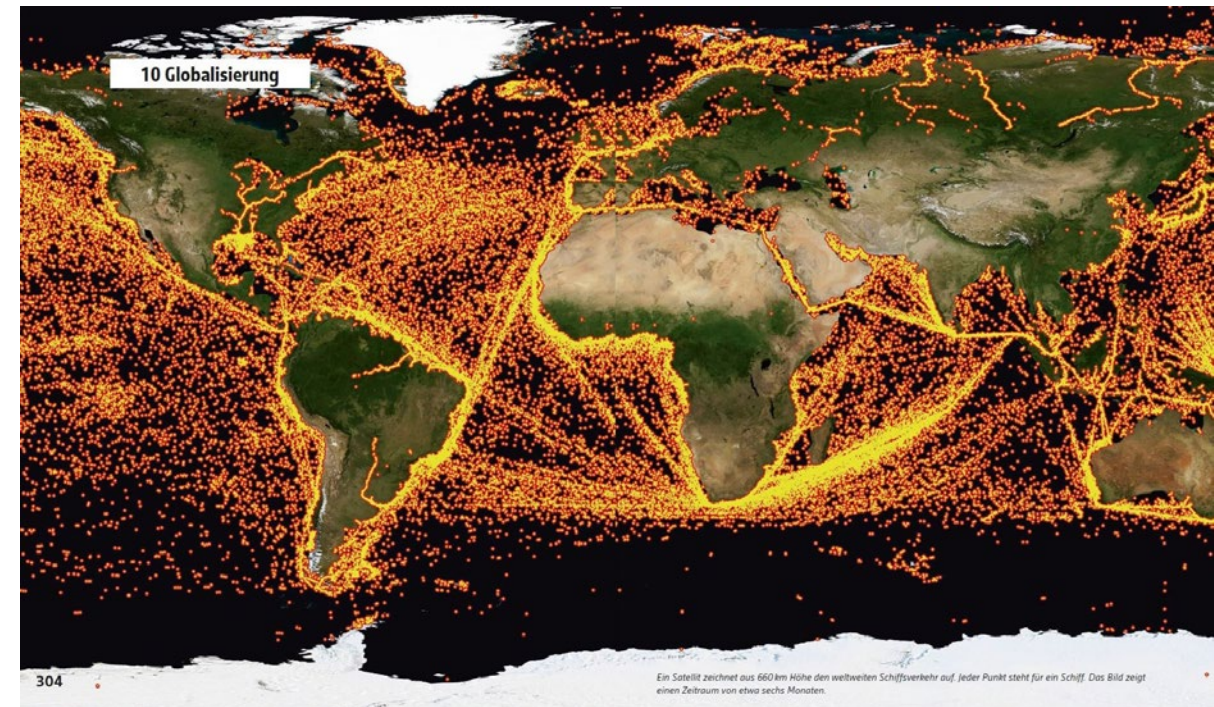 10 Globalisierung
304
Ein Satellit zeichnet aus 660 km Höhe den weltweiten Schiffsverkehr auf. Jeder Punkt steht für ein Schiff. Das Bild zeigt
einen Zeitraum von etwa sechs Monaten.